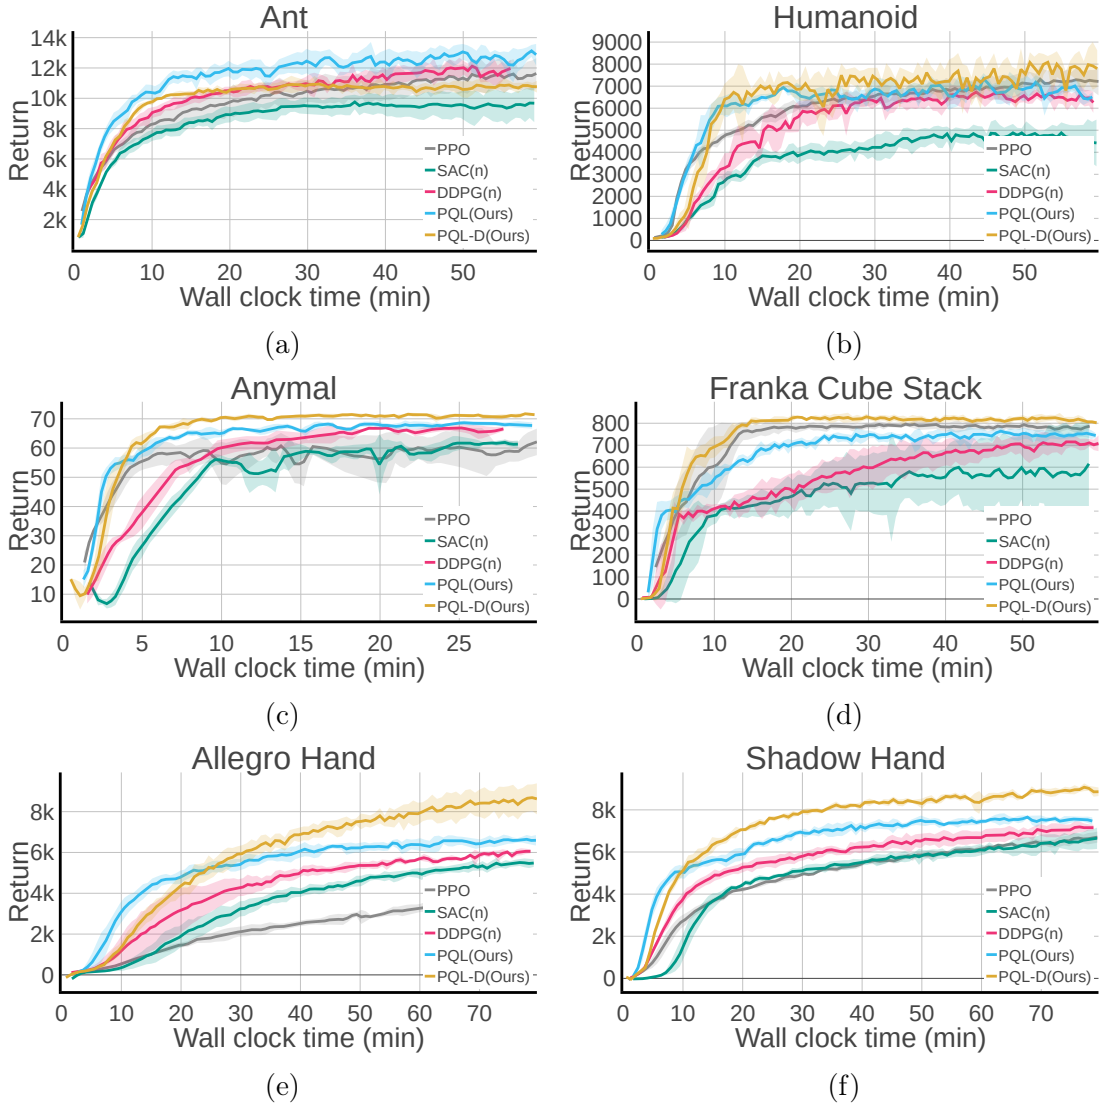 Ant
Return
14k
12k
10k
8k
6k
4k
2k
0
10
20
30
40
50
Wall clock time (min)
PPO
SAC(n)
DDPG(n)
PQL(Ours)
PQL-D(Ours)
(a)
Humanoid
Return
9000
8000
7000
6000
5000
4000
3000
2000
1000
0
0
10
20
30
40
50
Wall clock time (min)
PPO
SAC(n)
DDPG(n)
PQL(Ours)
PQL-D(Ours)
(b)
Anymal
Return
70
60
50
40
30
20
10
0
5
10
15
20
25
Wall clock time (min)
PPO
SAC(n)
DDPG(n)
PQL(Ours)
PQL-D(Ours)
(c)
Franka Cube Stack
Return
800
700
600
500
400
300
200
100
0
0
10
20
30
40
50
Wall clock time (min)
PPO
SAC(n)
DDPG(n)
PQL(Ours)
PQL-D(Ours)
(d)
Allegro Hand
Return
8k
6k
4k
2k
0
0
10
20
30
40
50
60
70
Wall clock time (min)
PPO
SAC(n)
DDPG(n)
PQL(Ours)
PQL-D(Ours)
(e)
Shadow Hand
Return
8k
6k
4k
2k
0
0
10
20
30
40
50
60
70
Wall clock time (min)
PPO
SAC(n)
DDPG(n)
PQL(Ours)
PQL-D(Ours)
(f)